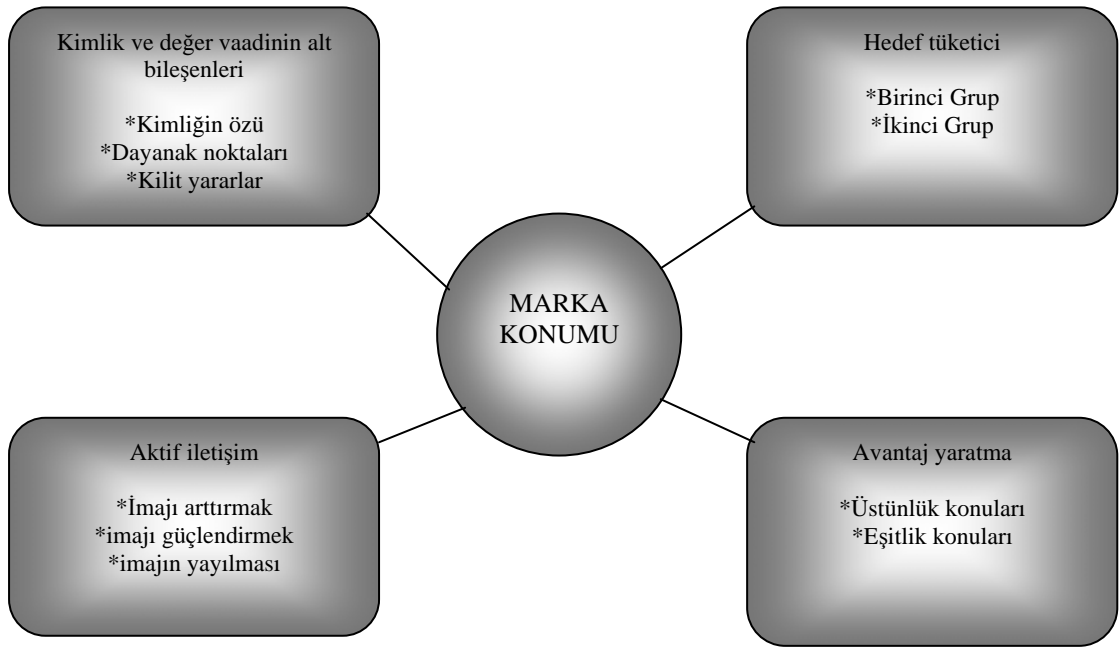 Kimlik ve değer vaadinin alt
bileşenleri
*Kimliğin özü
*Dayanak noktaları
*Kilit yararlar
Hedef tüketici
*Birinci Grup
*İkinci Grup
MARKA
KONUMU
Aktif iletişim
*İmajı arttırmak
*imajı güçlendirmek
*imajın yayılması
Avantaj yaratma
*Üstünlük konuları
*Eşitlik konuları